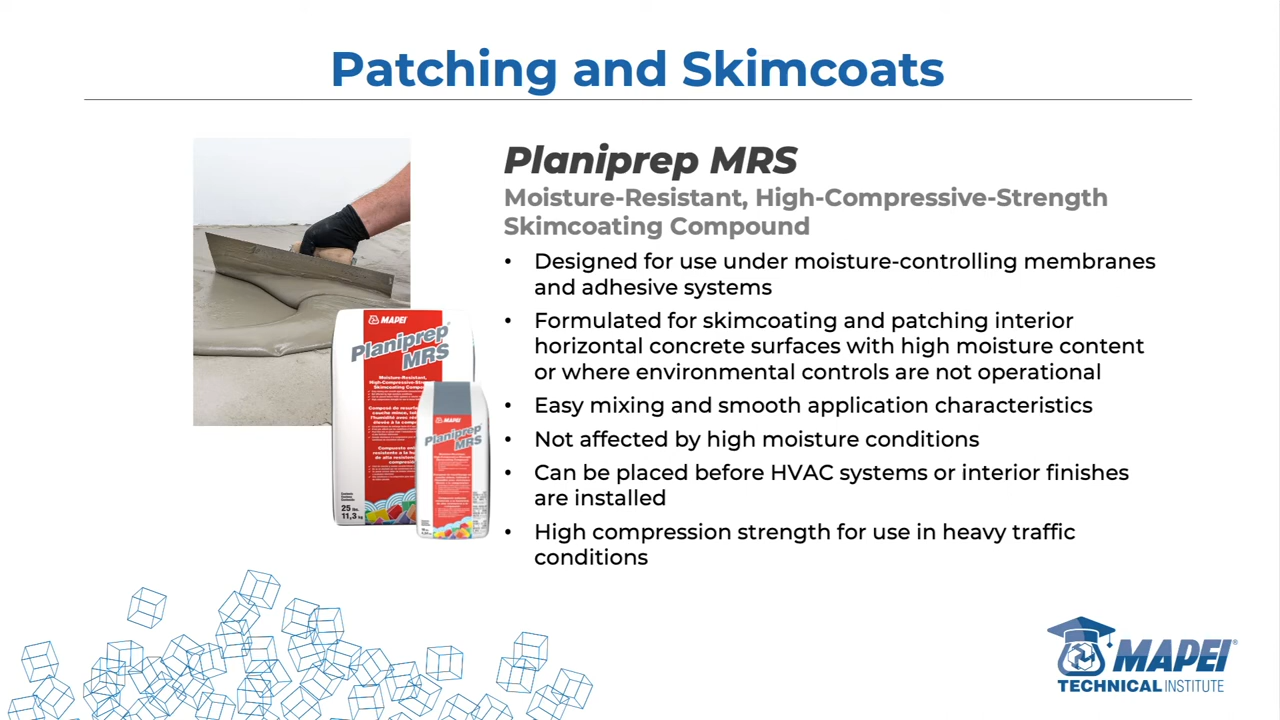 Patching and Skimcoats
Planiprep MRS
Moisture-Resistant, High-Compressive-Strength
Skimcoating Compound
• Designed for use under moisture-controlling membranes
and adhesive systems
• Formulated for skimcoating and patching interior
horizontal concrete surfaces with high moisture content
or where environmental controls are not operational
• Easy mixing and smooth application characteristics
• Not affected by high moisture conditions
• Can be placed before HVAC systems or interior finishes
are installed
• High compression strength for use in heavy traffic
conditions
MAPEI
Planiprep
MRS
Moisture-Resistant,
25 lbs.
11,3 kg
MAPEI
Planiprep
MRS
MAPEI®
TECHNICAL INSTITUTE